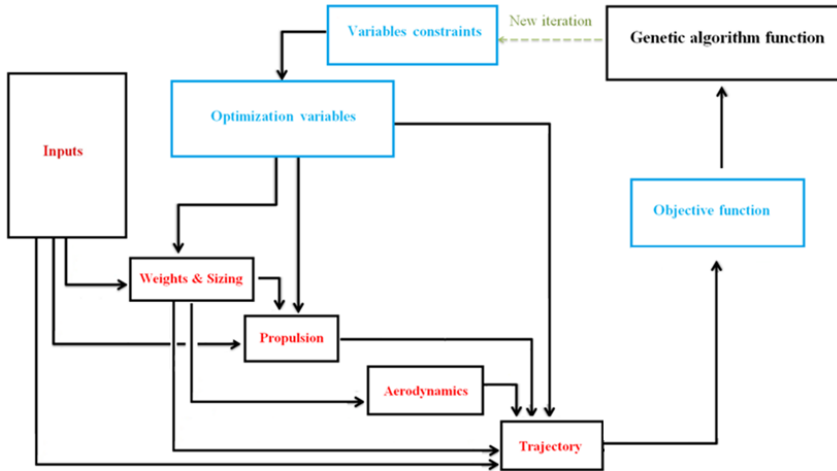 Variables constraints
New iteration
Genetic algorithm function
Optimization variables
Inputs
Objective function
Weights & Sizing
Propulsion
Aerodynamics
Trajectory